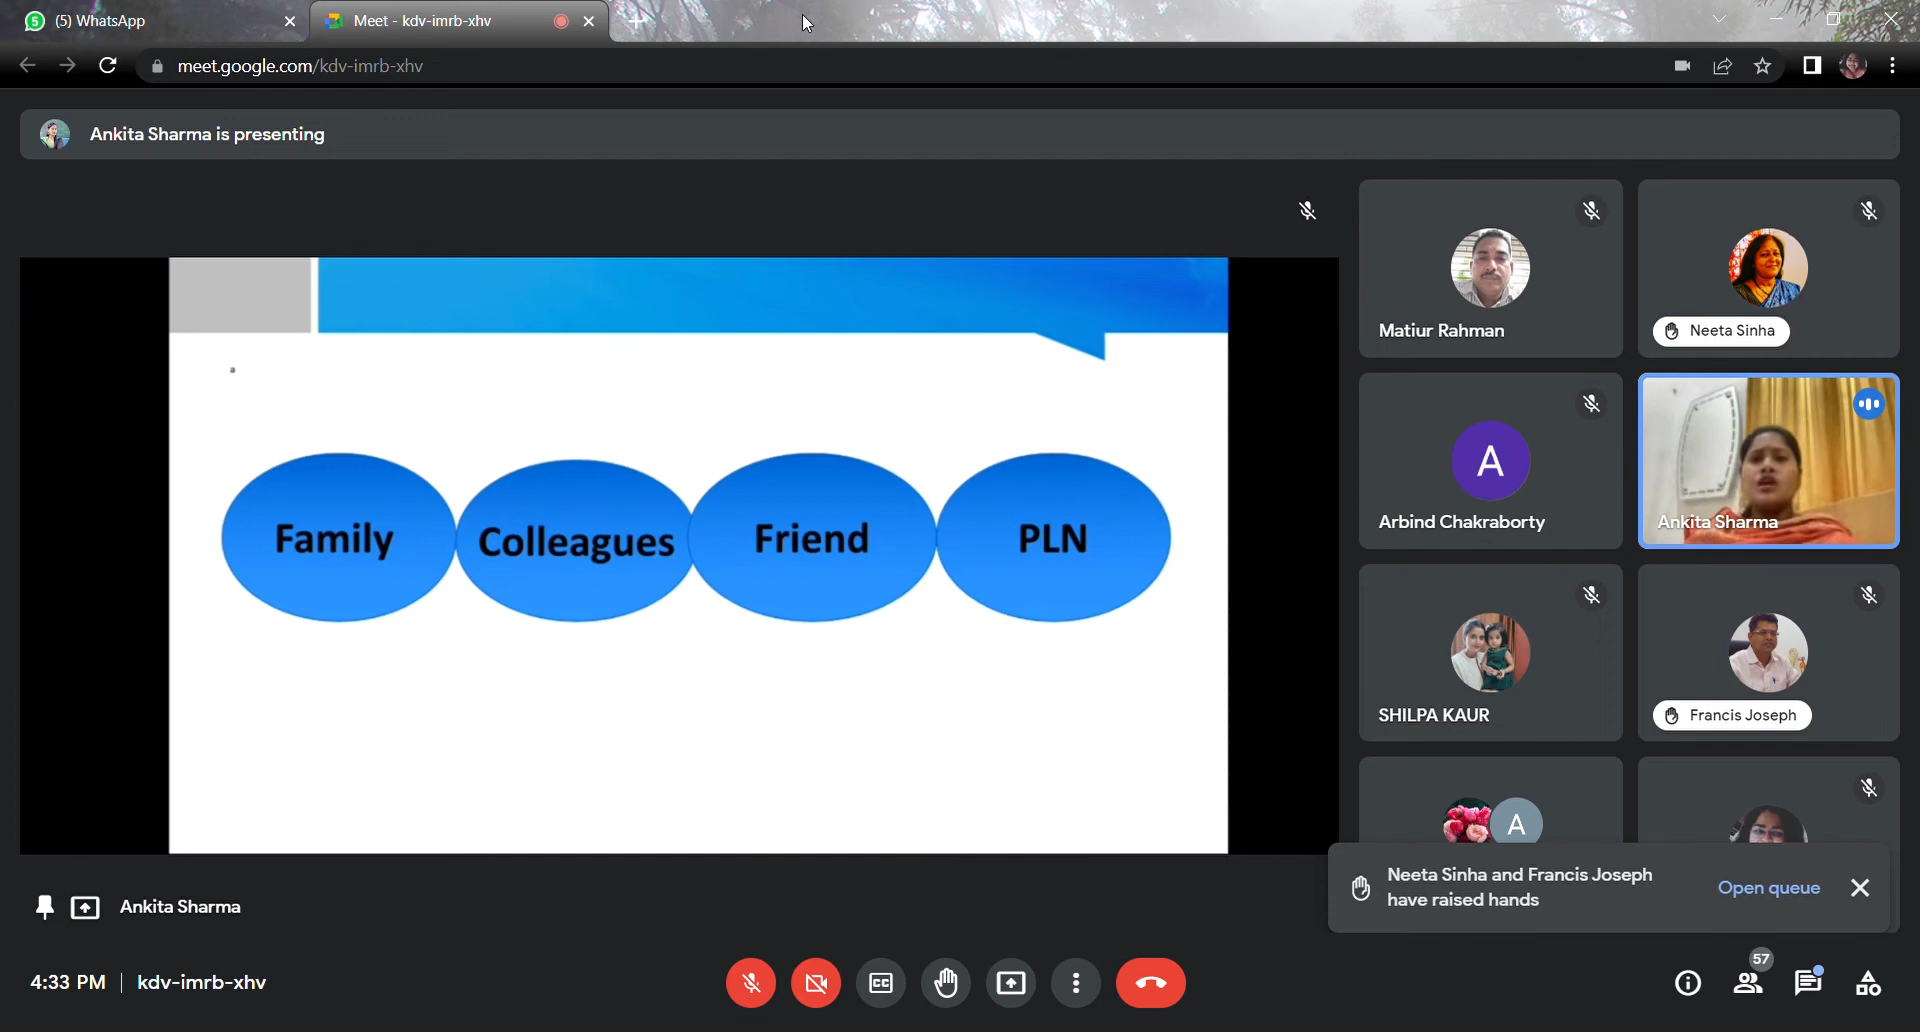 5 (5) WhatsApp
Meet - kdv-imrb-xhv
meet.google.com/kdv-imrb-xhv
Ankita Sharma is presenting
Matiur Rahman
Neeta Sinha
Family
Colleagues
Friend
PLN
A
Arbind Chakraborty
Ankita Sharma
SHILPA KAUR
Francis Joseph
A
Neeta Sinha and Francis Joseph
have raised hands
Open queue
Ankita Sharma
4:33 PM | kdv-imrb-xhv
CC
57